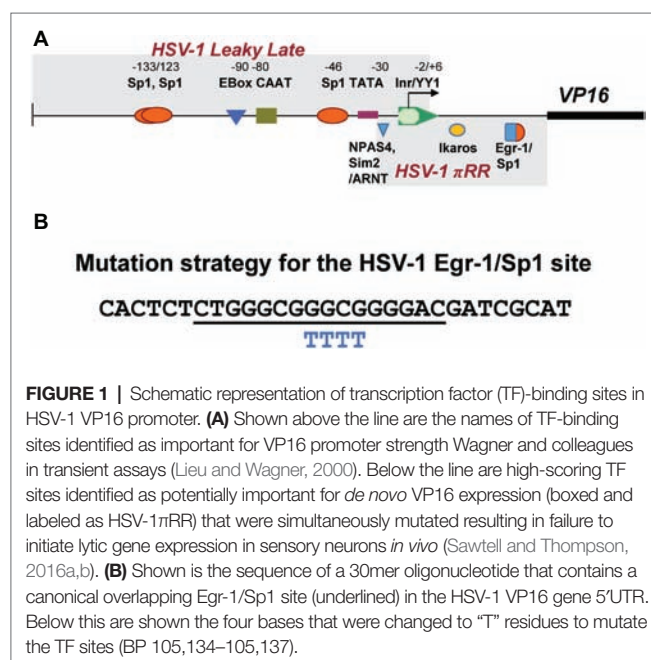 A
HSV-1 Leaky Late
-133/123 -90 -80 -46 -30 -2/+6
Sp1, Sp1 EBox CAAT Sp1 TATA Inr/YY1
VP16
NPAS4,
Sim2
/ARNT
Ikaros
Egr-1/
Sp1
HSV-1 πRR
B
Mutation strategy for the HSV-1 Egr-1/Sp1 site
CACTCTCTGGGCGGGCGGGGACGATCGCAT
TTTT
FIGURE 1 | Schematic representation of transcription factor (TF)-binding sites in
HSV-1 VP16 promoter. (A) Shown above the line are the names of TF-binding
sites identified as important for VP16 promoter strength Wagner and colleagues
in transient assays (Lieu and Wagner, 2000). Below the line are high-scoring TF
sites identified as potentially important for de novo VP16 expression (boxed and
labeled as HSV-1πRR) that were simultaneously mutated resulting in failure to
initiate lytic gene expression in sensory neurons in vivo (Sawtell and Thompson,
2016a,b). (B) Shown is the sequence of a 30mer oligonucleotide that contains a
canonical overlapping Egr-1/Sp1 site (underlined) in the HSV-1 VP16 gene 5′UTR.
Below this are shown the four bases that were changed to “T” residues to mutate
the TF sites (BP 105,134–105,137).